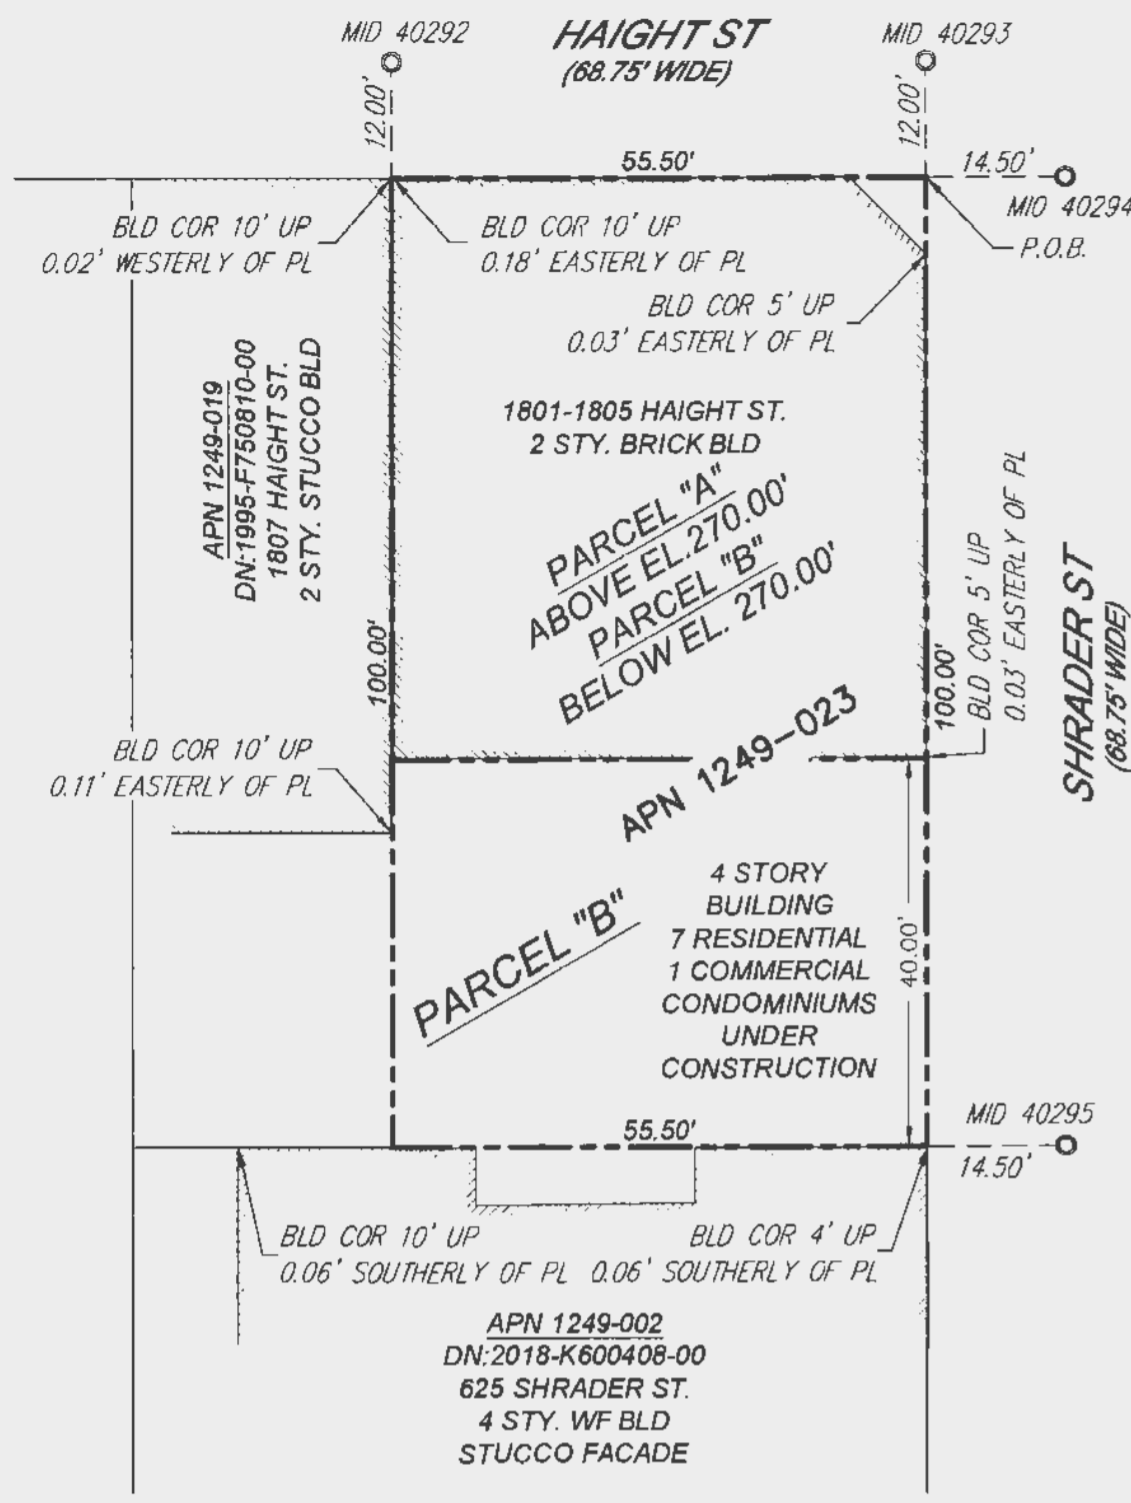 MID 40292
HAIGHT ST
(68.75' WIDE)
MID 40293
12.00'
12.00'
55.50'
14.50'
MID 40294
P.O.B.
BLD COR 10' UP
0.02' WESTERLY OF PL
BLD COR 10' UP
0.18' EASTERLY OF PL
BLD COR 5' UP
0.03' EASTERLY OF PL
APN 1249-019
DN:1995-F750810-00
1807 HAIGHT ST.
2 STY. STUCCO BLD
1801-1805 HAIGHT ST.
2 STY. BRICK BLD
PARCEL "A"
ABOVE EL.270.00'
PARCEL "B"
BELOW EL. 270.00'
BLD COR 5' UP
0.03' EASTERLY OF PL
SHRADER ST
(68.75' WIDE)
100.00'
100.00'
APN 1249-023
BLD COR 10' UP
0.11' EASTERLY OF PL
PARCEL "B"
4 STORY
BUILDING
7 RESIDENTIAL
1 COMMERCIAL
CONDOMINIUMS
UNDER
CONSTRUCTION
40.00'
55.50'
MID 40295
14.50'
BLD COR 10' UP
0.06' SOUTHERLY OF PL
BLD COR 4' UP
0.06' SOUTHERLY OF PL
APN 1249-002
DN:2018-K600408-00
625 SHRADER ST.
4 STY. WF BLD
STUCCO FACADE